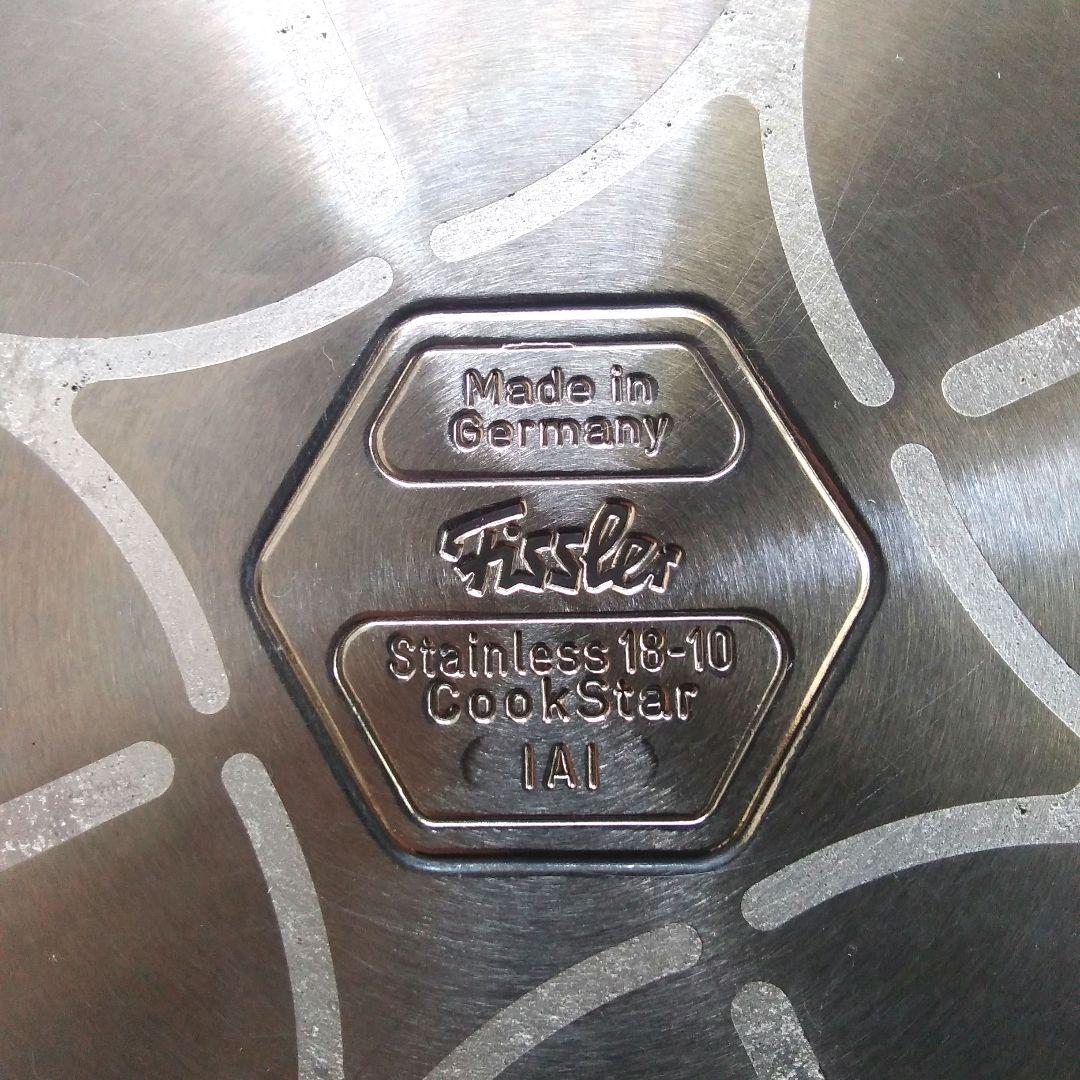 Made in
Germany
Fissler
Stainless 18-10
CookStar
IAI